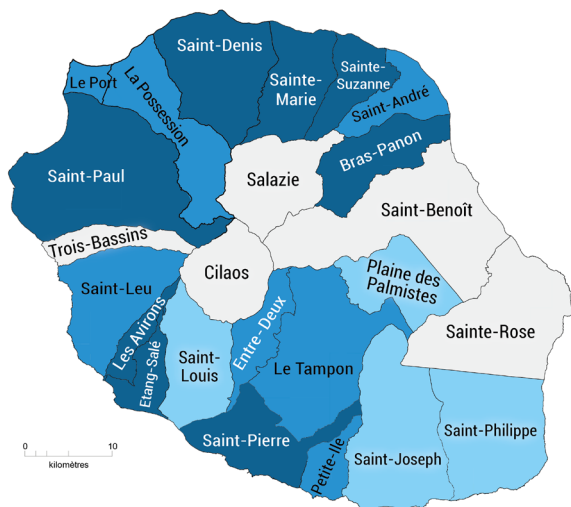 Saint-Denis
Sainte-
Marie
Sainte-
Suzanne
Le Port
La Possession
Saint-André
Bras-Panon
Saint-Paul
Salazie
Saint-Benoît
Trois-Bassins
Cilaos
Plaine des
Palmistes
Saint-Leu
Les Avirons
Etang-Salé
Saint-
Louis
Entre-Deux
Le Tampon
Sainte-Rose
Saint-Pierre
Petite-Ile
Saint-Joseph
Saint-Philippe
0 10
kilomètres